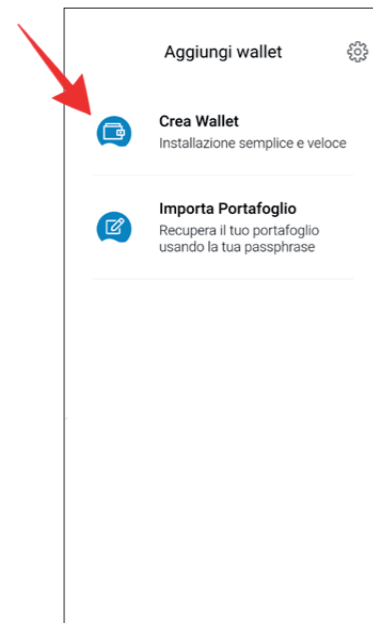 Aggiungi wallet
Crea Wallet
Installazione semplice e veloce
Importa Portafoglio
Recupera il tuo portafoglio
usando la tua passphrase